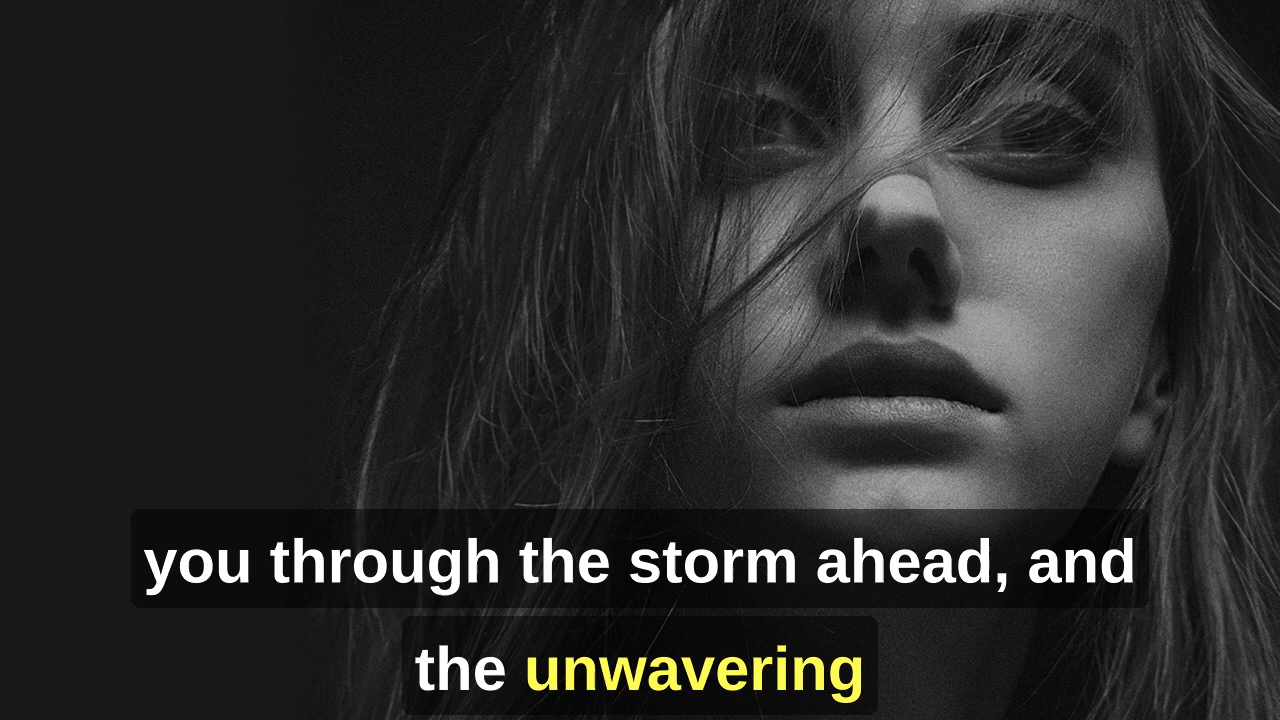 you through the storm ahead, and
the unwavering